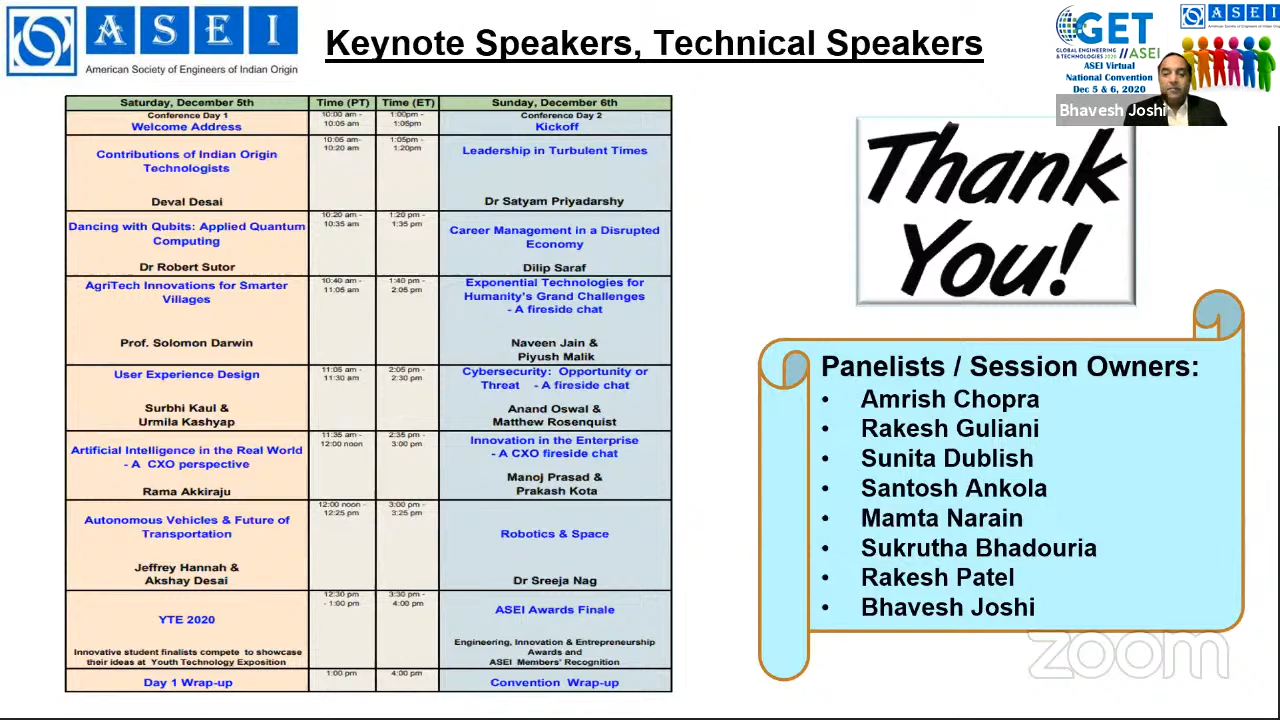 ASEI
American Society of Engineers of Indian Origin
Keynote Speakers, Technical Speakers
GET
GLOBAL ENGINEERING
& TECHNOLOGIES 2020 //ASEI
ASEI Virtual
National Convention
Dec 5 & 6, 2020
ASEI
Bhavesh Joshi
Saturday, December 5th Time (PT) Time (ET) Sunday, December 6th
Conference Day 1
Welcome Address
10:00 am -
10:05 am
1:00pm -
1:05pm
Conference Day 2
Kickoff
Contributions of Indian Origin
Technologists
Deval Desai
10:05 am-
10:20 am
1:05pm -
1:20pm
Leadership in Turbulent Times
Dr Satyam Priyadarshy
Dancing with Qubits: Applied Quantum
Computing
Dr Robert Sutor
10:20 am -
10:35 am
1:20 pm -
1:35 pm
Career Management in a Disrupted
Economy
Dilip Saraf
AgriTech Innovations for Smarter
Villages
Prof. Solomon Darwin
10:40 am -
11:05 am
1:40 pm -
2:05 pm
Exponential Technologies for
Humanity's Grand Challenges
- A fireside chat
Naveen Jain &
Piyush Malik
User Experience Design
Surbhi Kaul &
Urmila Kashyap
11:05 am -
11:30 am
2:05 pm -
2:30 pm
Cybersecurity: Opportunity or
Threat - A fireside chat
Anand Oswal &
Matthew Rosenquist
Artificial Intelligence in the Real World
- A CXO perspective
Rama Akkiraju
11:35 am -
12:00 noon
2:35 pm -
3:00 pm
Innovation in the Enterprise
- A CXO fireside chat
Manoj Prasad &
Prakash Kota
Autonomous Vehicles & Future of
Transportation
Jeffrey Hannah &
Akshay Desai
12:00 noon -
12:25 pm
3:00 pm -
3:25 pm
Robotics & Space
Dr Sreeja Nag
YTE 2020
Innovative student finalists compete to showcase
their ideas at Youth Technology Exposition
12:30 pm
- 1:00 pm
3:30 pm -
4:00 pm
ASEI Awards Finale
Engineering, Innovation & Entrepreneurship
Awards and
ASEI Members' Recognition
Day 1 Wrap-up
1:00 pm
4:00 pm
Convention Wrap-up
Thank
You!
Panelists / Session Owners:
• Amrish Chopra
• Rakesh Guliani
• Sunita Dublish
• Santosh Ankola
• Mamta Narain
• Sukrutha Bhadouria
• Rakesh Patel
• Bhavesh Joshi
zoom